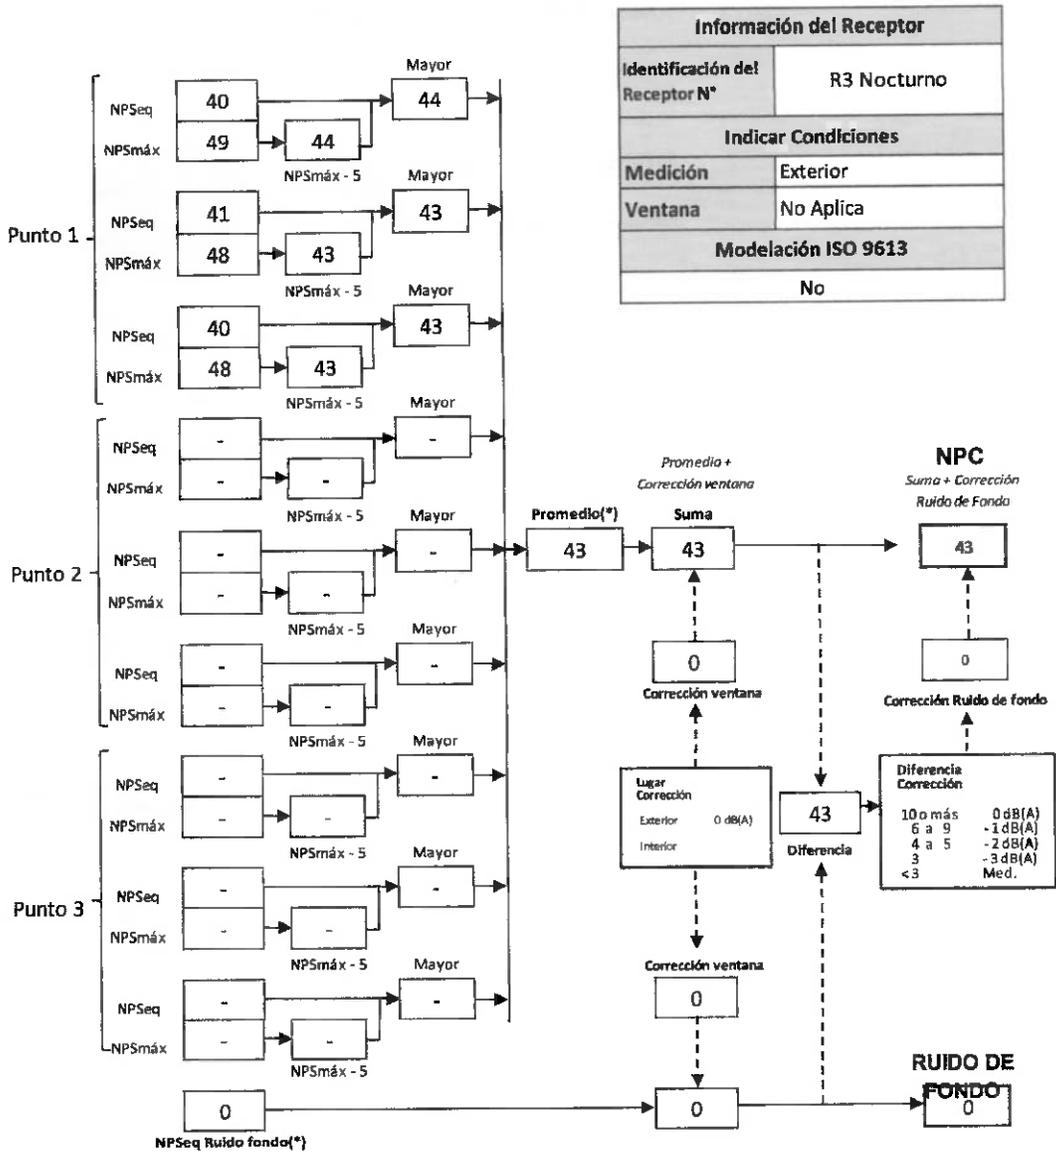 Información del Receptor
Identificación del
Receptor N°
R3 Nocturno
Indicar Condiciones
Medición
Exterior
Ventana
No Aplica
Modelación ISO 9613
No
Punto 1
Mayor
NPSeq
40
44
NPSmáx
49
44
NPSmáx - 5
Mayor
NPSeq
41
43
NPSmáx
48
43
NPSmáx - 5
Mayor
NPSeq
40
43
NPSmáx
48
43
NPSmáx - 5
Punto 2
Mayor
NPSeq
-
-
NPSmáx
-
-
NPSmáx - 5
Mayor
NPSeq
-
-
NPSmáx
-
-
NPSmáx - 5
Mayor
NPSeq
-
-
NPSmáx
-
-
NPSmáx - 5
Punto 3
Mayor
NPSeq
-
-
NPSmáx
-
-
NPSmáx - 5
Mayor
NPSeq
-
-
NPSmáx
-
-
NPSmáx - 5
Mayor
NPSeq
-
-
NPSmáx
-
-
NPSmáx - 5
0
NPSeq Ruido fondo(*)
Promedio(*)
43
Promedio +
Corrección ventana
Suma
43
0
Corrección ventana
Lugar
Corrección
Exterior 0 dB(A)
Interior
Corrección ventana
0
0
43
Diferencia
NPC
Suma + Corrección
Ruido de Fondo
43
0
Corrección Ruido de fondo
Diferencia
Corrección
10 o más 0 dB(A)
6 a 9 -1 dB(A)
4 a 5 -2 dB(A)
3 -3 dB(A)
<3 Med.
RUIDO DE
FONDO
0